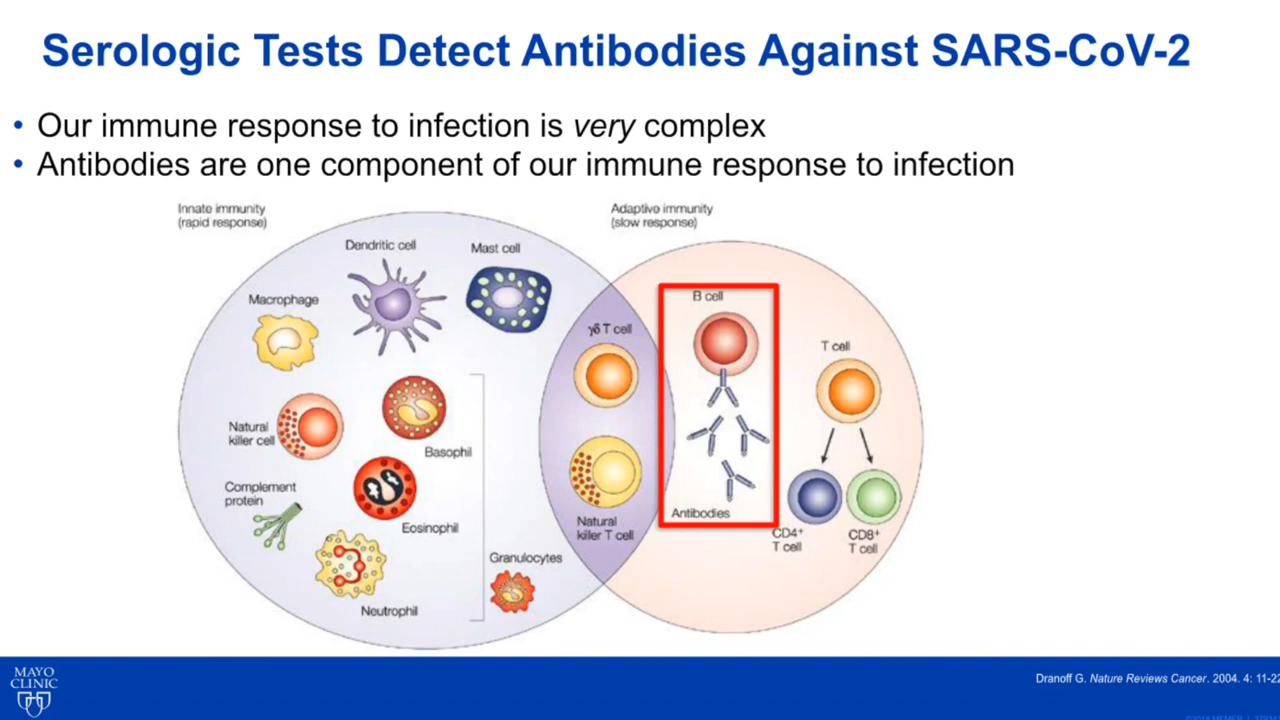 Serologic Tests Detect Antibodies Against SARS-CoV-2
• Our immune response to infection is very complex
• Antibodies are one component of our immune response to infection
Innate immunity
(rapid response)
Adaptive immunity
(slow response)
Dendritic cell
Mast cell
Macrophage
B cell
γδ T cell
T cell
Natural
killer cell
Basophil
Complement
protein
Eosinophil
Antibodies
Natural
killer T cell
CD4+
T cell
CD8+
T cell
Granulocytes
Neutrophil
MAYO
CLINIC
Dranoff G. Nature Reviews Cancer. 2004. 4: 11-22